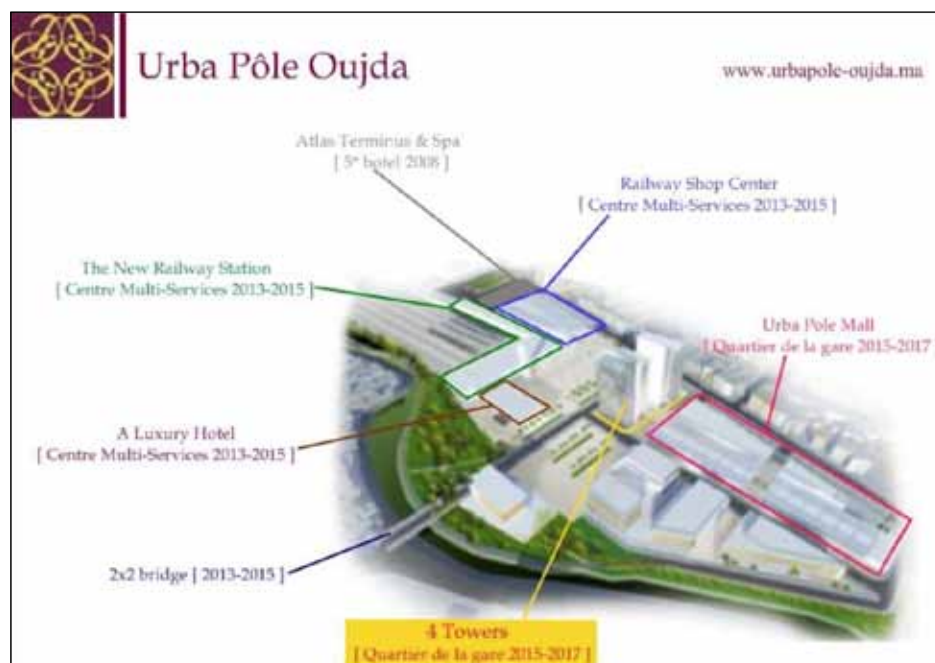 Urba Pôle Oujda
www.urbapole-oujda.ma
Atlas Terminus & Spa
[ 5* hotel 2008 ]
Railway Shop Center
[ Centre Multi-Services 2013-2015 ]
The New Railway Station
[ Centre Multi-Services 2013-2015 ]
Urba Pole Mall
[ Quartier de la gare 2015-2017
A Luxury Hotel
[ Centre Multi-Services 2013-2015 ]
2x2 bridge [ 2013-2015 ]
4 Towers
[ Quartier de la gare 2015-2017 ]